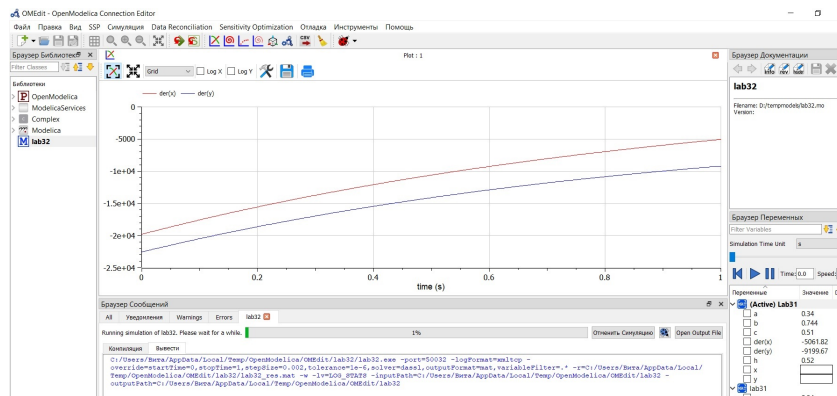 OMEdit - OpenModelica Connection Editor
Файл Правка Вид SSP Симуляция Data Reconciliation Sensitivity Optimization Отладка Инструменты Помощь
Браузер Библиотек
Filter Classes
Библиотеки
OpenModelica
ModelicaServices
Complex
Modelica
lab32
Plot : 1
Grid
Log X
Log Y
der(x) der(y)
0
-5000
-1e+04
-1.5e+04
-2e+04
-2.5e+04
0 0.2 0.4 0.6 0.8 1
time (s)
Браузер Сообщений
All Уведомления Warnings Errors lab32
Running simulation of lab32. Please wait for a while.
1%
Отменить Симуляцию
Open Output File
Компиляция Вывести
C:/Users/Вита/AppData/Local/Temp/OpenModelica/OMEdit/lab32/lab32.exe -port=50032 -logFormat=xmltcp -
override=startTime=0,stopTime=1,stepSize=0.002,tolerance=1e-6,solver=dassl,outputFormat=mat,variableFilter=.* -r=C:/Users/Вита/AppData/Local/
Temp/OpenModelica/OMEdit/lab32/lab32_res.mat -w -lv=LOG_STATS -inputPath=C:/Users/Вита/AppData/Local/Temp/OpenModelica/OMEdit/lab32 -
outputPath=C:/Users/Вита/AppData/Local/Temp/OpenModelica/OMEdit/lab32
Браузер Документации
info rev hide
lab32
Filename: D:/tempmodels/lab32.mo
Version:
Браузер Переменных
Filter Variables
Simulation Time Unit s
Time: 0.0 Speed:
Переменные Значение
(Active) Lab31
a 0.34
b 0.744
c 0.51
der(x) -5061.82
der(y) -9199.67
h 0.52
x
y
lab31